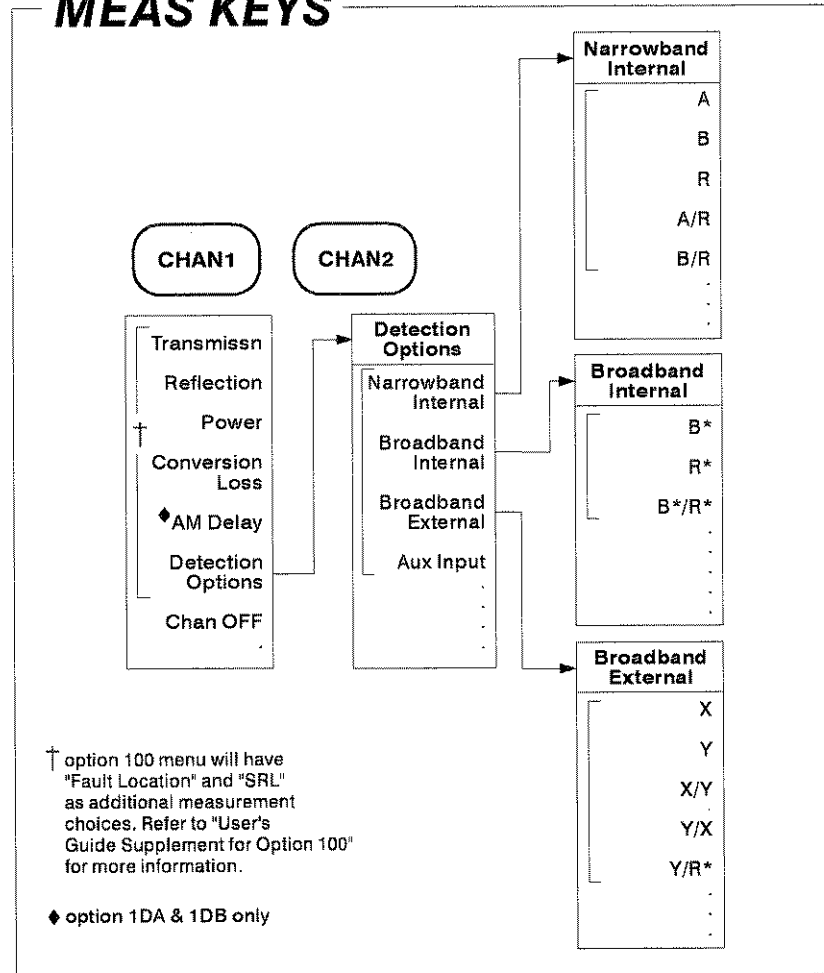 MEAS KEYS
CHAN1
CHAN2
Transmissn
Reflection
Power
†
Conversion
Loss
♦AM Delay
Detection
Options
Chan OFF
.
Detection
Options
Narrowband
Internal
Broadband
Internal
Broadband
External
Aux Input
.
.
.
.
Narrowband
Internal
A
B
R
A/R
B/R
.
.
.
Broadband
Internal
B*
R*
B*/R*
.
.
.
.
.
Broadband
External
X
Y
X/Y
Y/X
Y/R*
.
.
.
† option 100 menu will have
"Fault Location" and "SRL"
as additional measurement
choices. Refer to "User's
Guide Supplement for Option 100"
for more information.
♦ option 1DA & 1DB only